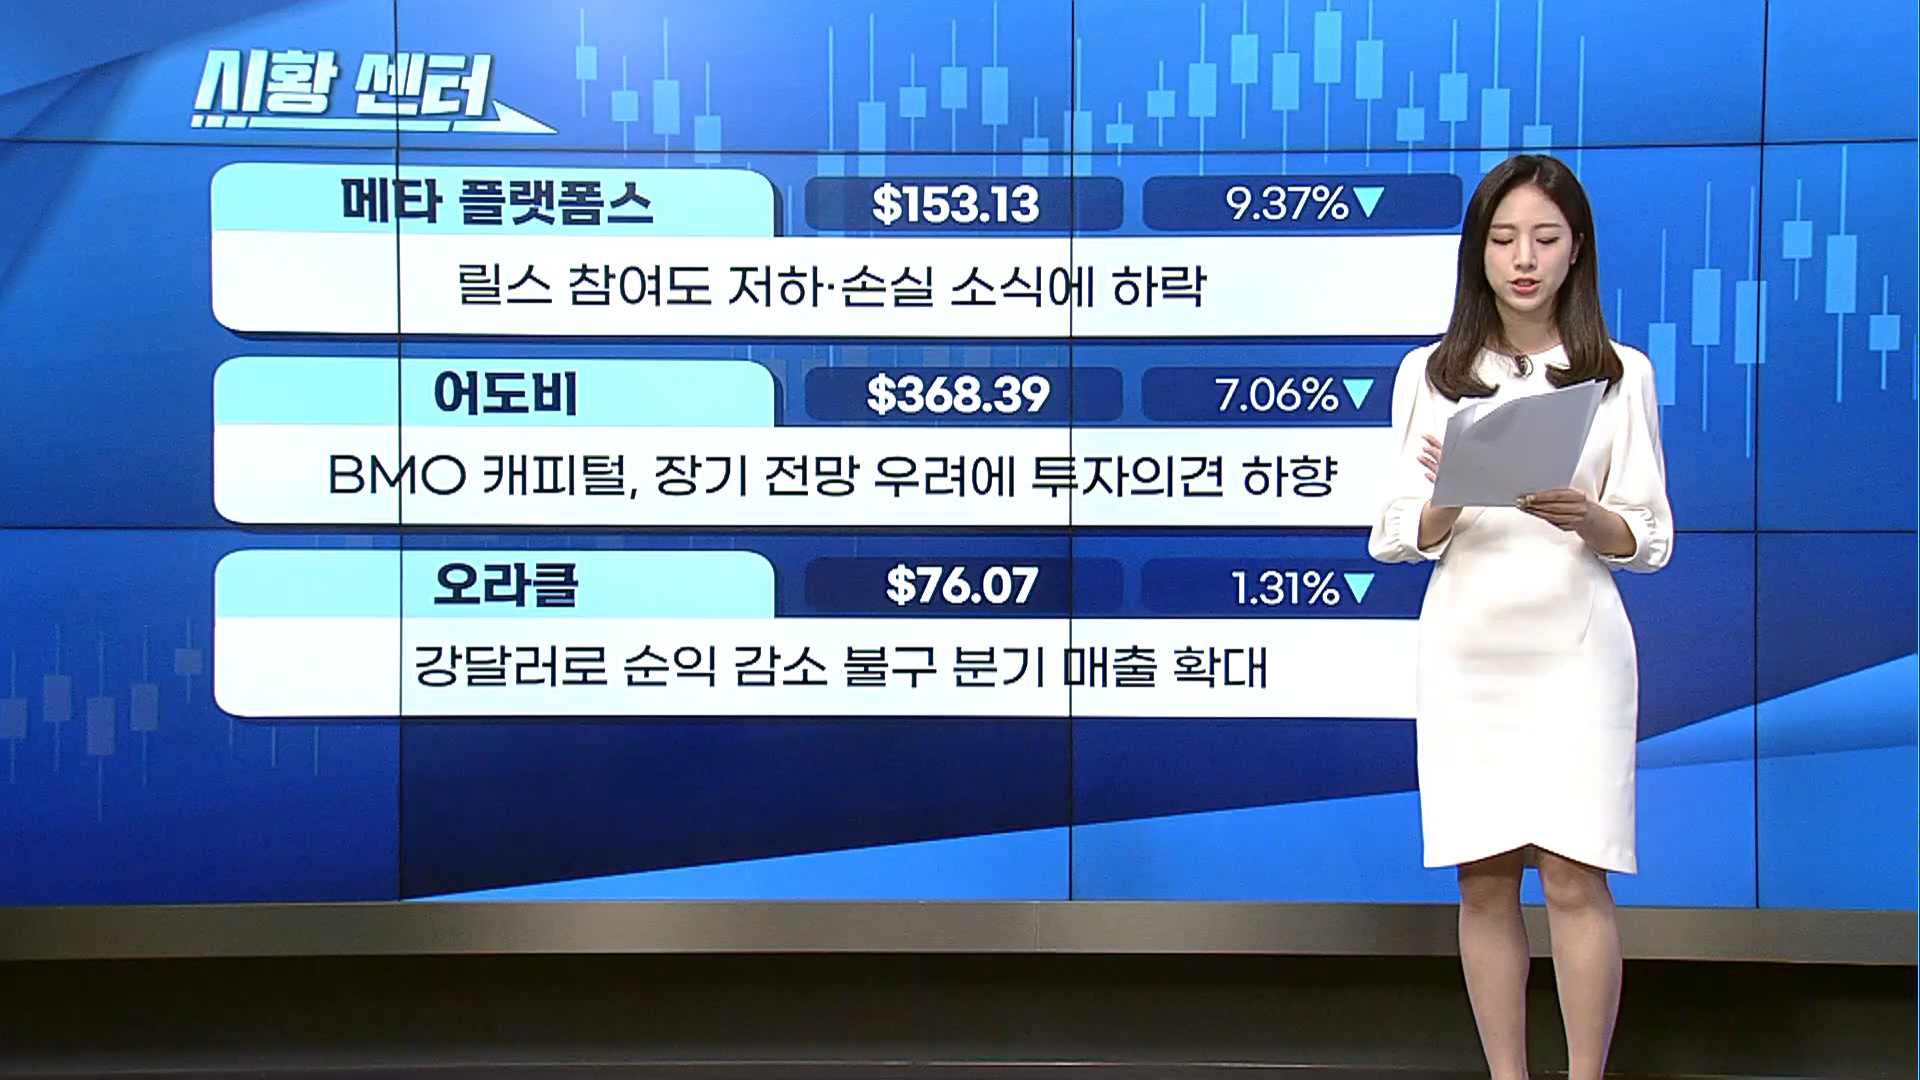 시황 센터
메타 플랫폼스 $153.13 9.37%▼
릴스 참여도 저하·손실 소식에 하락
어도비 $368.39 7.06%▼
BMO 캐피털, 장기 전망 우려에 투자의견 하향
오라클 $76.07 1.31%▼
강달러로 순익 감소 불구 분기 매출 확대